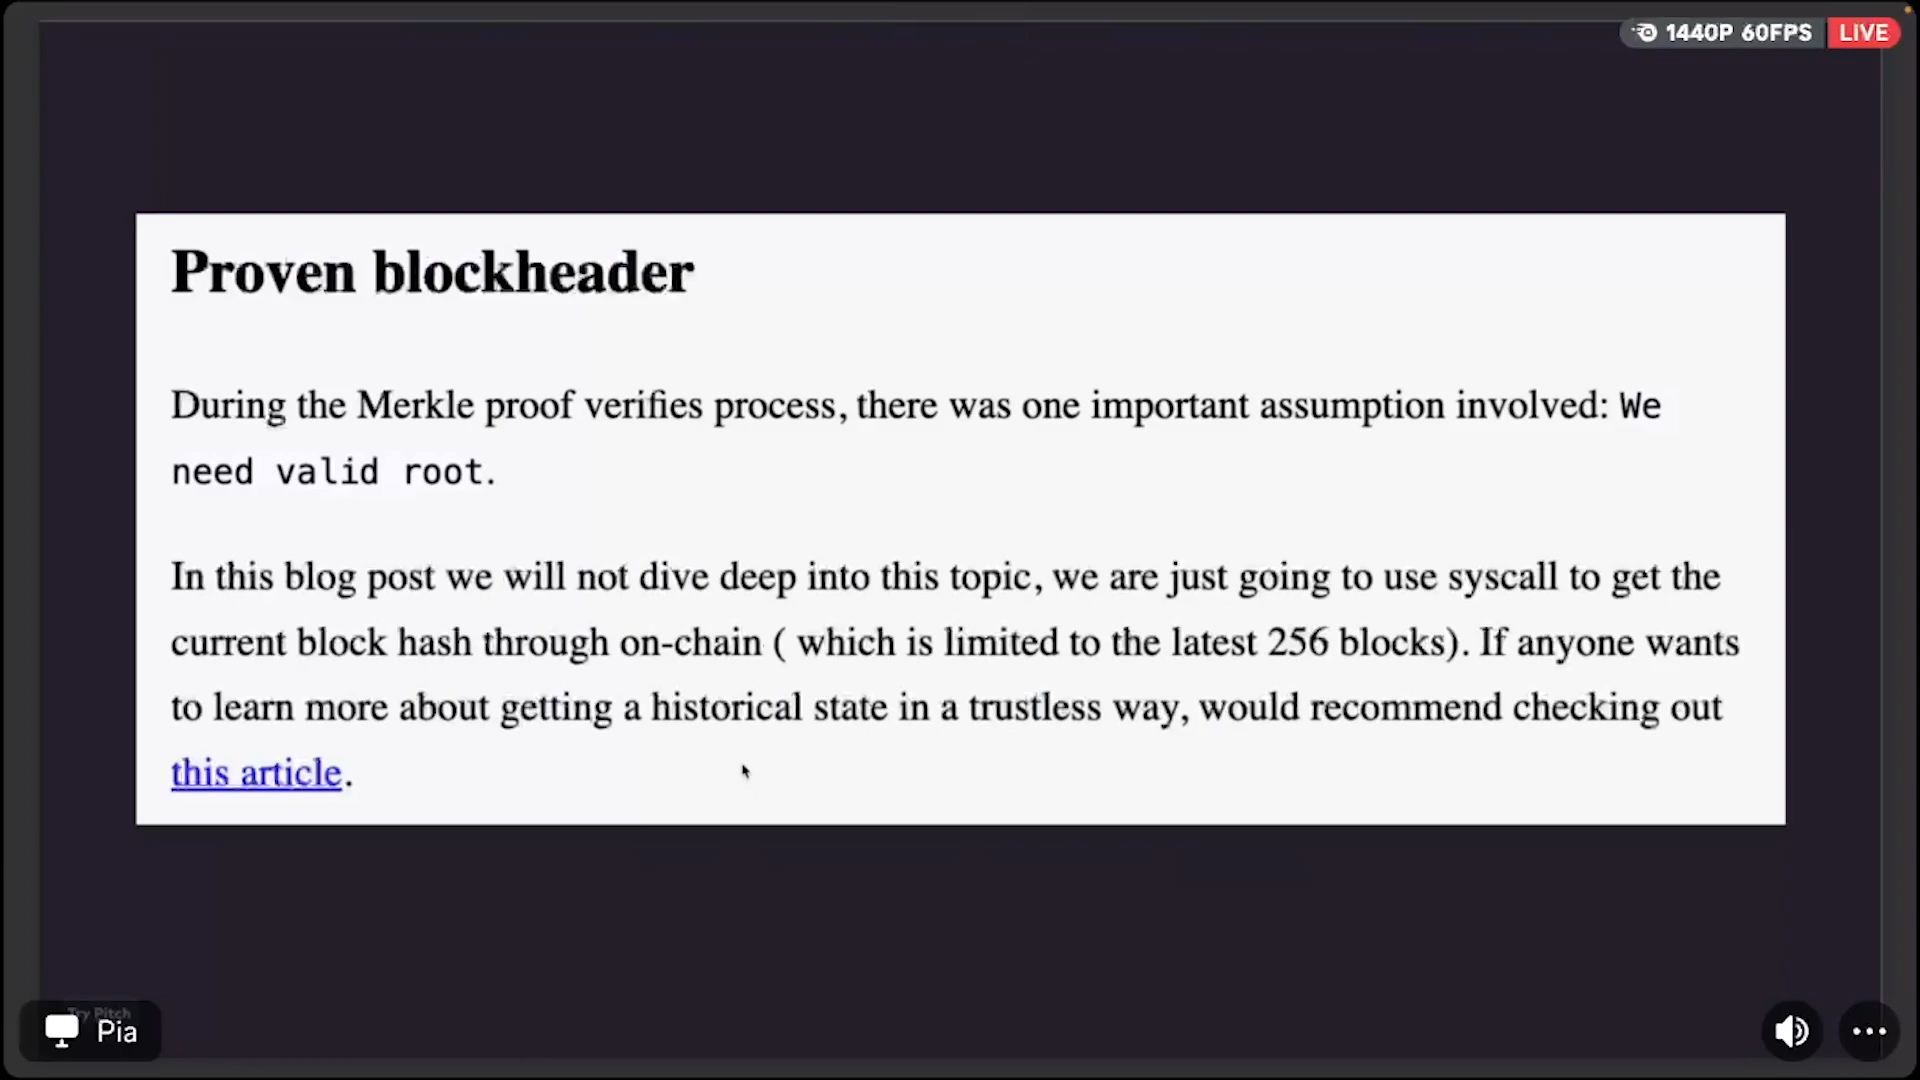 1440P 60FPS LIVE
Proven blockheader
During the Merkle proof verifies process, there was one important assumption involved: We
need valid root.
In this blog post we will not dive deep into this topic, we are just going to use syscall to get the
current block hash through on-chain ( which is limited to the latest 256 blocks). If anyone wants
to learn more about getting a historical state in a trustless way, would recommend checking out
this article.
Try Pitch
Pia